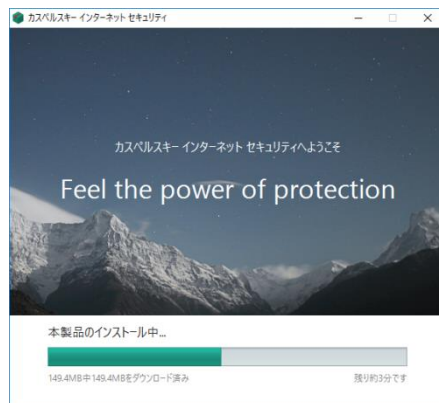 カスペルスキー インターネット セキュリティ
カスペルスキー インターネット セキュリティへようこそ
Feel the power of protection
本製品のインストール中...
149.4MB中149.4MBをダウンロード済み
残り約3分です